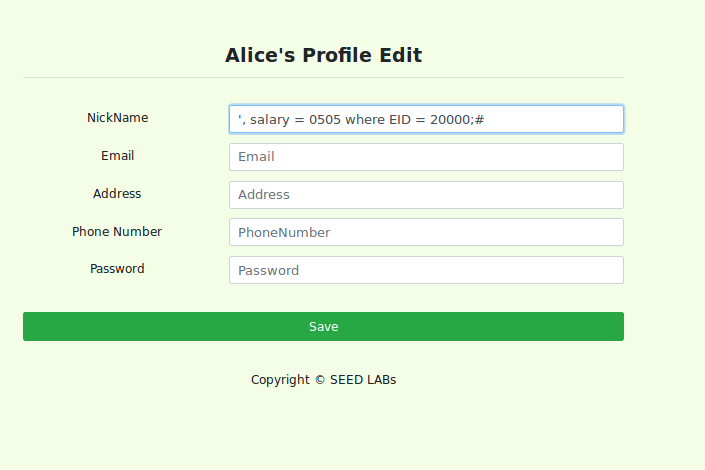 Alice's Profile Edit
NickName ', salary = 0505 where EID = 20000;#
Email Email
Address Address
Phone Number PhoneNumber
Password Password
Save
Copyright © SEED LABs